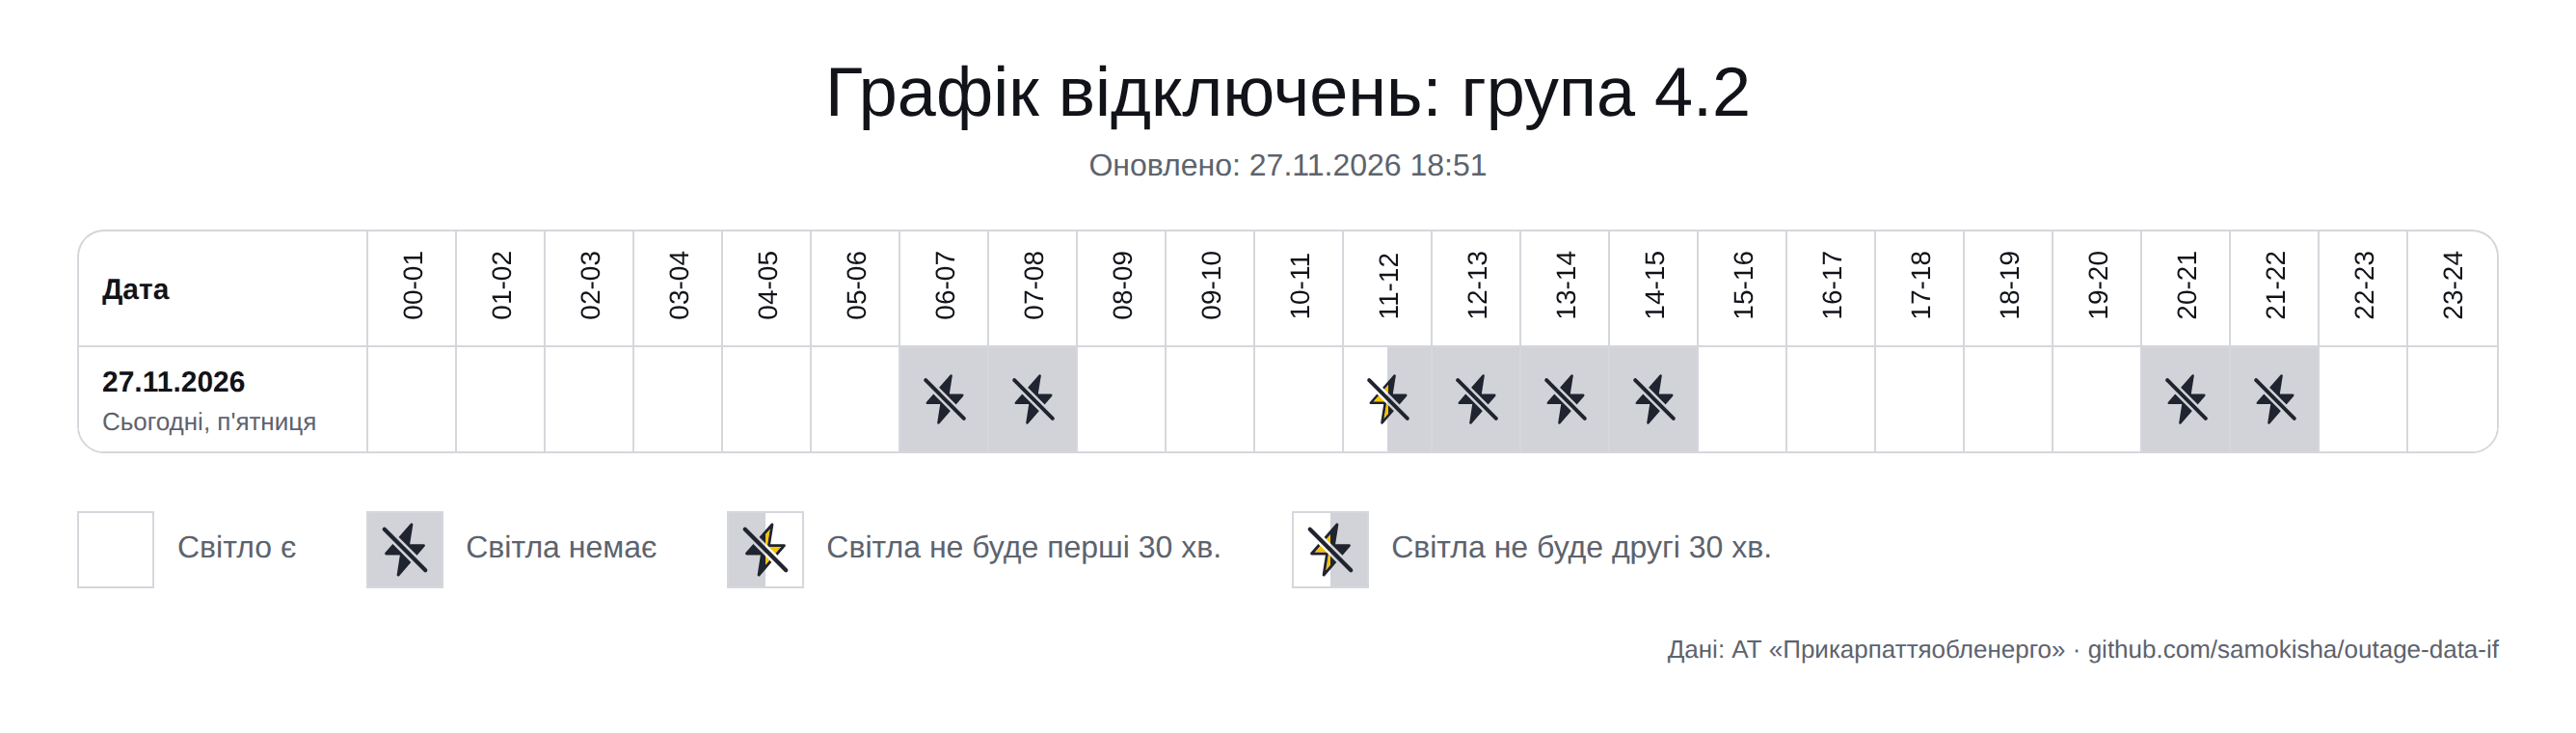 Графік відключень: група 4.2
Оновлено: 27.11.2026 18:51
Дата 00-01 01-02 02-03 03-04 04-05 05-06 06-07 07-08 08-09 09-10 10-11 11-12 12-13 13-14 14-15 15-16 16-17 17-18 18-19 19-20 20-21 21-22 22-23 23-24
27.11.2026
Сьогодні, п'ятниця
Світло є Світла немає Світла не буде перші 30 хв. Світла не буде другі 30 хв.
Дані: АТ «Прикарпаттяобленерго» · github.com/samokisha/outage-data-if